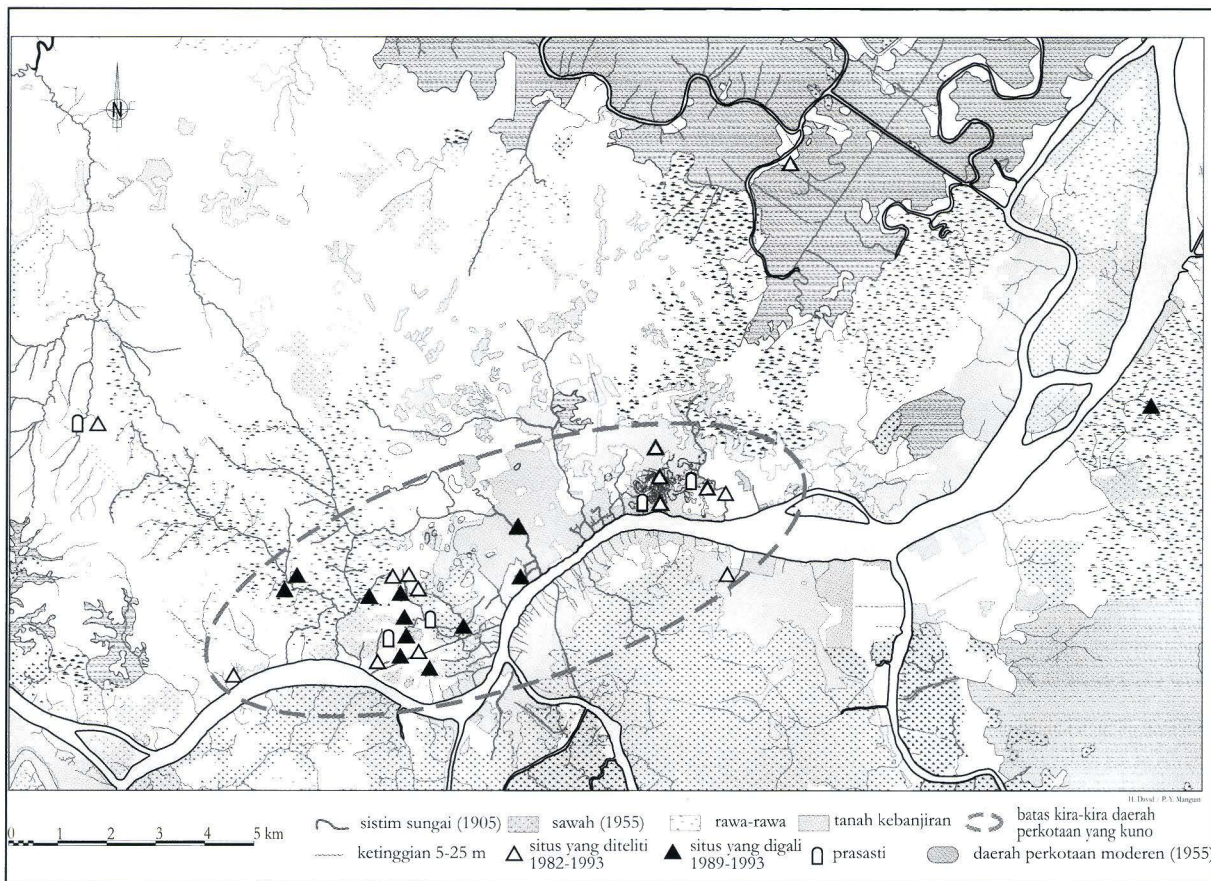 N
H. David / P.-Y. Manguin
0 1 2 3 4 5 km
sistim sungai (1905)
sawah (1955)
rawa-rawa
tanah kebanjiran
batas kira-kira daerah
perkotaan yang kuno
ketinggian 5-25 m
situs yang diteliti
1982-1993
situs yang digali
1989-1993
prasasti
daerah perkotaan moderen (1955)